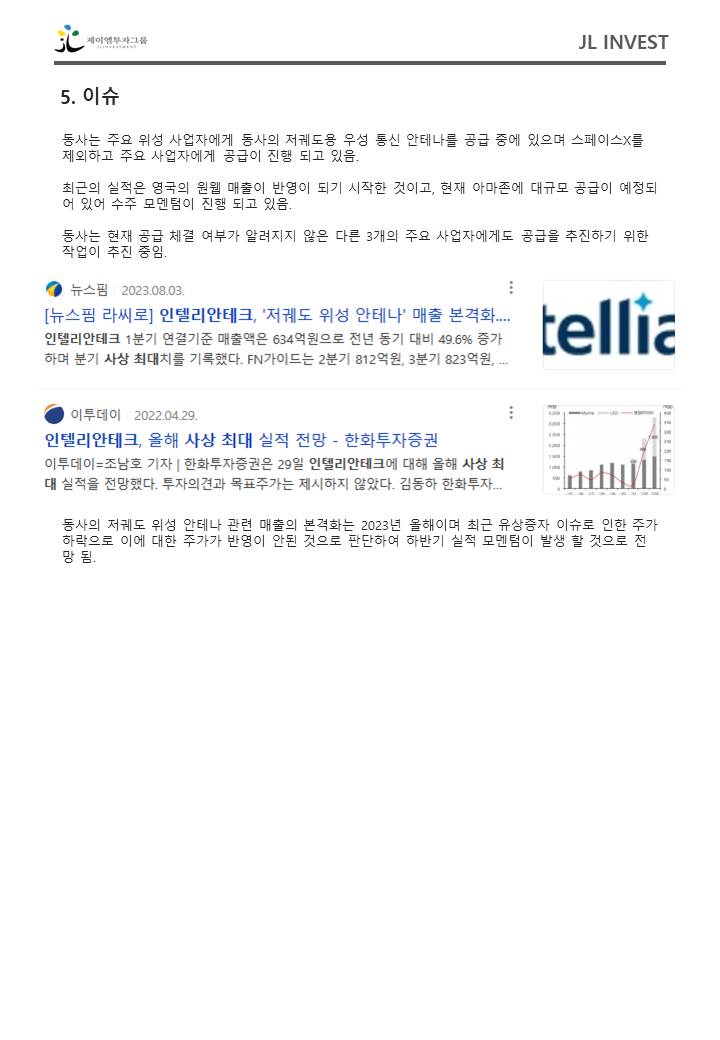 제이엘투자그룹
JL INVESTMENT
JL INVEST
5. 이슈
동사는 주요 위성 사업자에게 동사의 저궤도용 우성 통신 안테나를 공급 중에 있으며 스페이스X를
제외하고 주요 사업자에게 공급이 진행 되고 있음.
최근의 실적은 영국의 원웹 매출이 반영이 되기 시작한 것이고, 현재 아마존에 대규모 공급이 예정되
어 있어 수주 모멘텀이 진행 되고 있음.
동사는 현재 공급 체결 여부가 알려지지 않은 다른 3개의 주요 사업자에게도 공급을 추진하기 위한
작업이 추진 중임.
뉴스핌 2023.08.03.
[뉴스핌 라씨로] 인텔리안테크, '저궤도 위성 안테나' 매출 본격화....
인텔리안테크 1분기 연결기준 매출액은 634억원으로 전년 동기 대비 49.6% 증가
하며 분기 사상 최대치를 기록했다. FN가이드는 2분기 812억원, 3분기 823억원, ...
tellia
이투데이 2022.04.29.
인텔리안테크, 올해 사상 최대 실적 전망 - 한화투자증권
이투데이=조남호 기자 | 한화투자증권은 29일 인텔리안테크에 대해 올해 사상 최
대 실적을 전망했다. 투자의견과 목표주가는 제시하지 않았다. 김동하 한화투자...
동사의 저궤도 위성 안테나 관련 매출의 본격화는 2023년 올해이며 최근 유상증자 이슈로 인한 주가
하락으로 이에 대한 주가가 반영이 안된 것으로 판단하여 하반기 실적 모멘텀이 발생 할 것으로 전
망 됨.